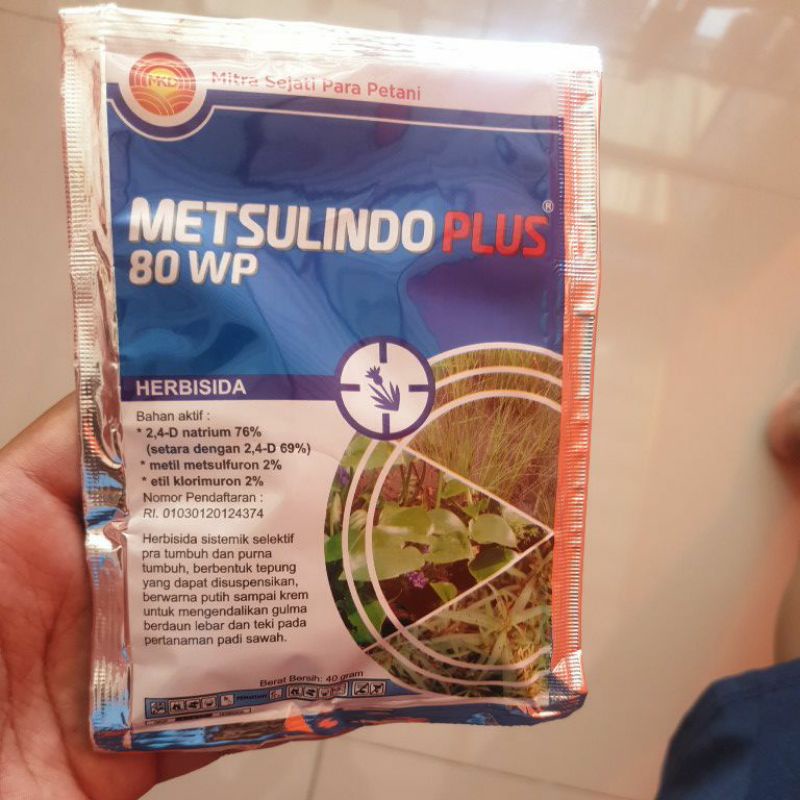 MKD
Mitra Sejati Para Petani
METSULINDO PLUS®
80 WP
HERBISIDA
Bahan aktif :
* 2,4-D natrium 76%
(setara dengan 2,4-D 69%)
* metil metsulfuron 2%
* etil klorimuron 2%
Nomor Pendaftaran :
RI. 01030120124374
Herbisida sistemik selektif
pra tumbuh dan purna
tumbuh, berbentuk tepung
yang dapat disuspensikan,
berwarna putih sampai krem
untuk mengendalikan gulma
berdaun lebar dan teki pada
pertanaman padi sawah.
Berat Bersih: 40 gram